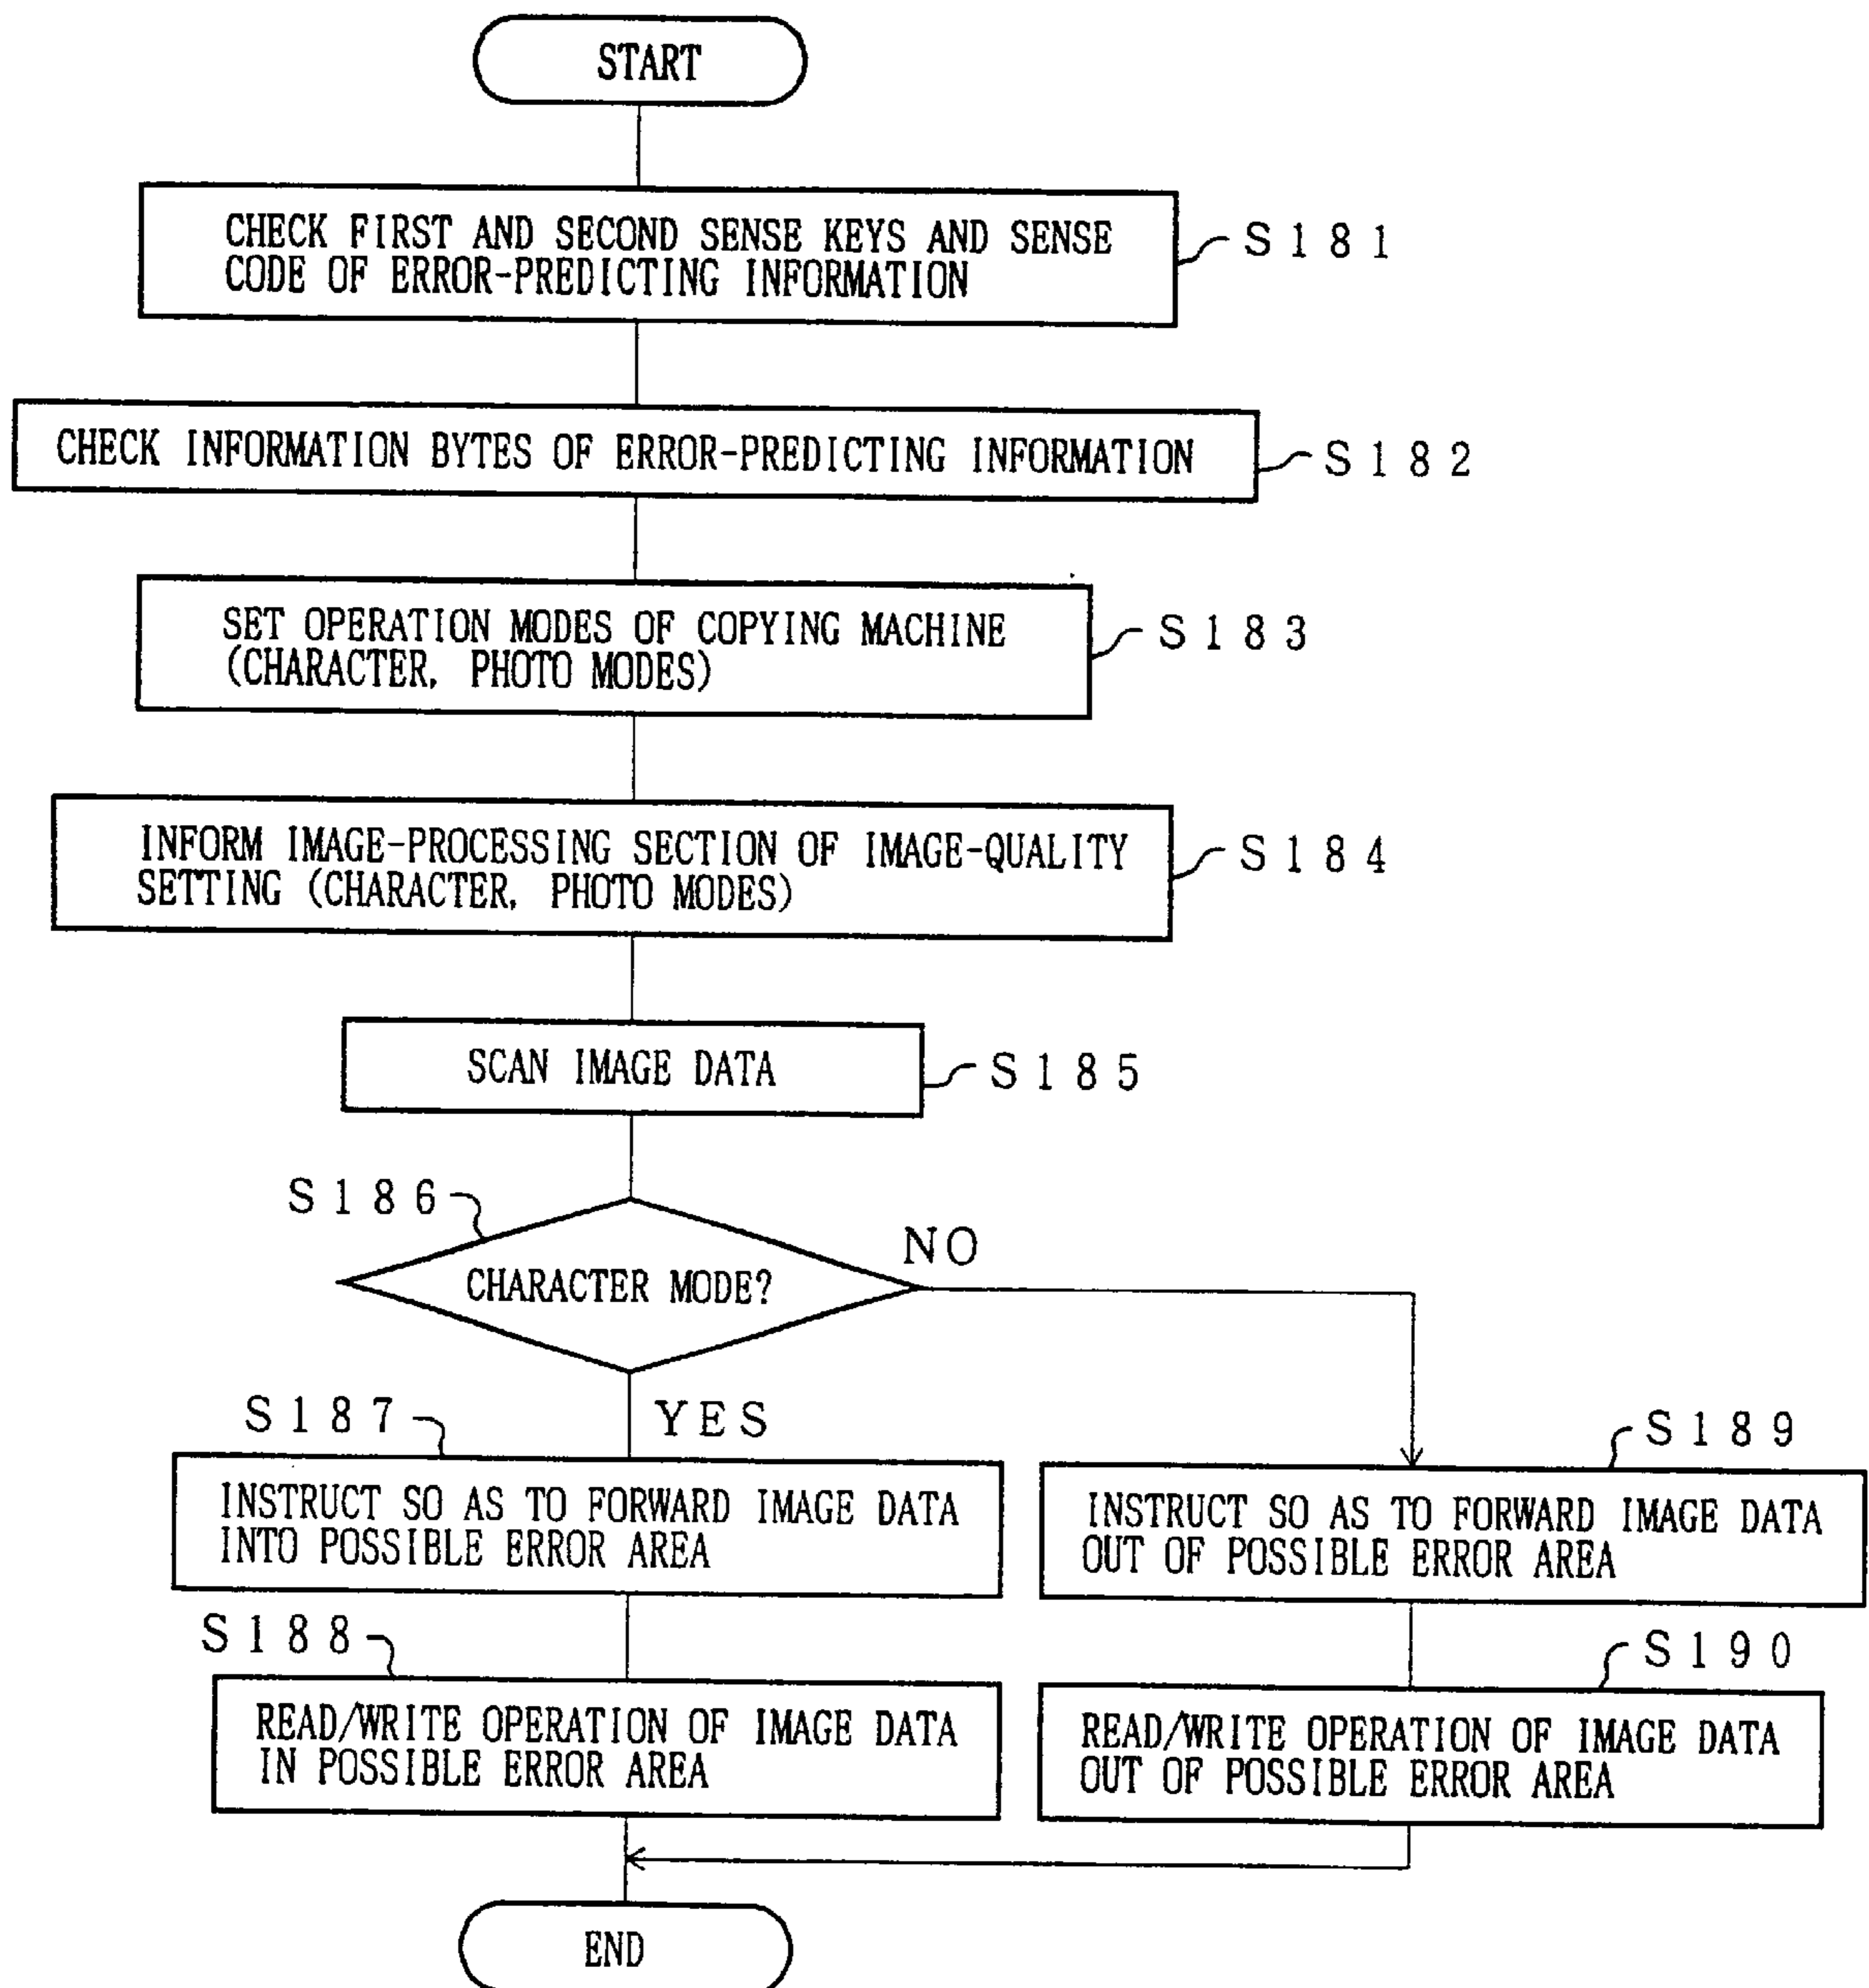 START
CHECK FIRST AND SECOND SENSE KEYS AND SENSE
CODE OF ERROR-PREDICTING INFORMATION
S181
CHECK INFORMATION BYTES OF ERROR-PREDICTING INFORMATION
S182
SET OPERATION MODES OF COPYING MACHINE
(CHARACTER, PHOTO MODES)
S183
INFORM IMAGE-PROCESSING SECTION OF IMAGE-QUALITY
SETTING (CHARACTER, PHOTO MODES)
S184
SCAN IMAGE DATA
S185
S186
CHARACTER MODE?
NO
YES
S187
INSTRUCT SO AS TO FORWARD IMAGE DATA
INTO POSSIBLE ERROR AREA
S188
READ/WRITE OPERATION OF IMAGE DATA
IN POSSIBLE ERROR AREA
S189
INSTRUCT SO AS TO FORWARD IMAGE DATA
OUT OF POSSIBLE ERROR AREA
S190
READ/WRITE OPERATION OF IMAGE DATA
OUT OF POSSIBLE ERROR AREA
END